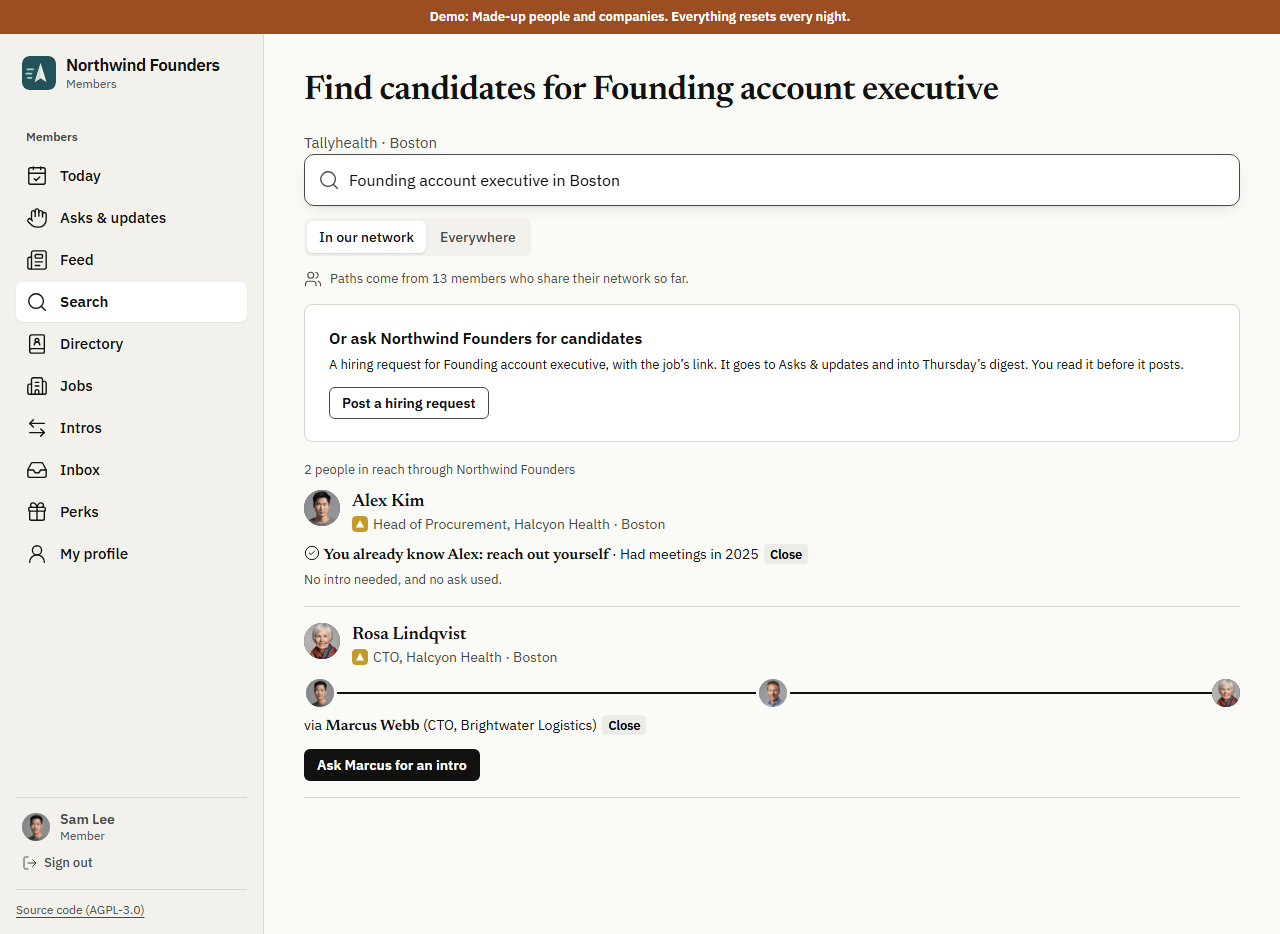 Demo: Made-up people and companies. Everything resets every night.
Northwind Founders
Members
Members
Today
Asks & updates
Feed
Search
Directory
Jobs
Intros
Inbox
Perks
My profile
Sam Lee
Member
Sign out
Source code (AGPL-3.0)
Find candidates for Founding account executive
Tallyhealth · Boston
Founding account executive in Boston
In our network Everywhere
Paths come from 13 members who share their network so far.
Or ask Northwind Founders for candidates
A hiring request for Founding account executive, with the job’s link. It goes to Asks & updates and into Thursday’s digest. You read it before it posts.
Post a hiring request
2 people in reach through Northwind Founders
Alex Kim
Head of Procurement, Halcyon Health · Boston
You already know Alex: reach out yourself · Had meetings in 2025 Close
No intro needed, and no ask used.
Rosa Lindqvist
CTO, Halcyon Health · Boston
via Marcus Webb (CTO, Brightwater Logistics) Close
Ask Marcus for an intro